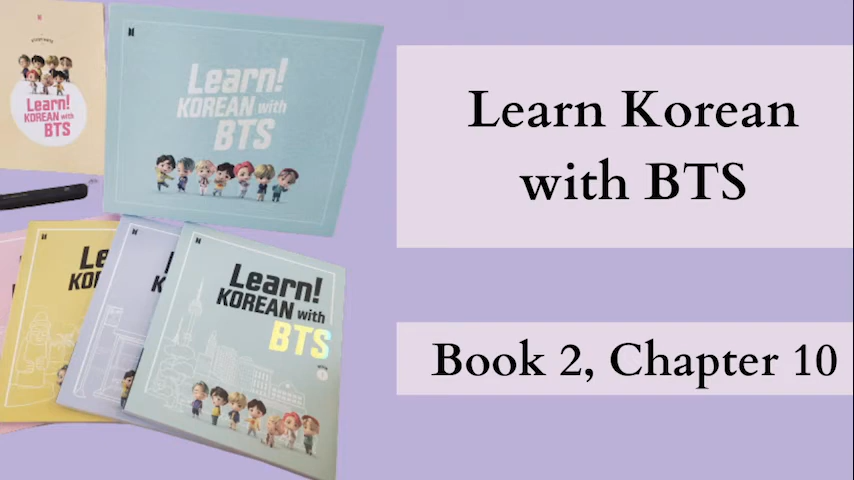 Learn!
KOREAN with
BTS
Learn!
KOREAN with
BTS
Learn!
KOREAN with
BTS
Learn Korean
with BTS
Book 2, Chapter 10